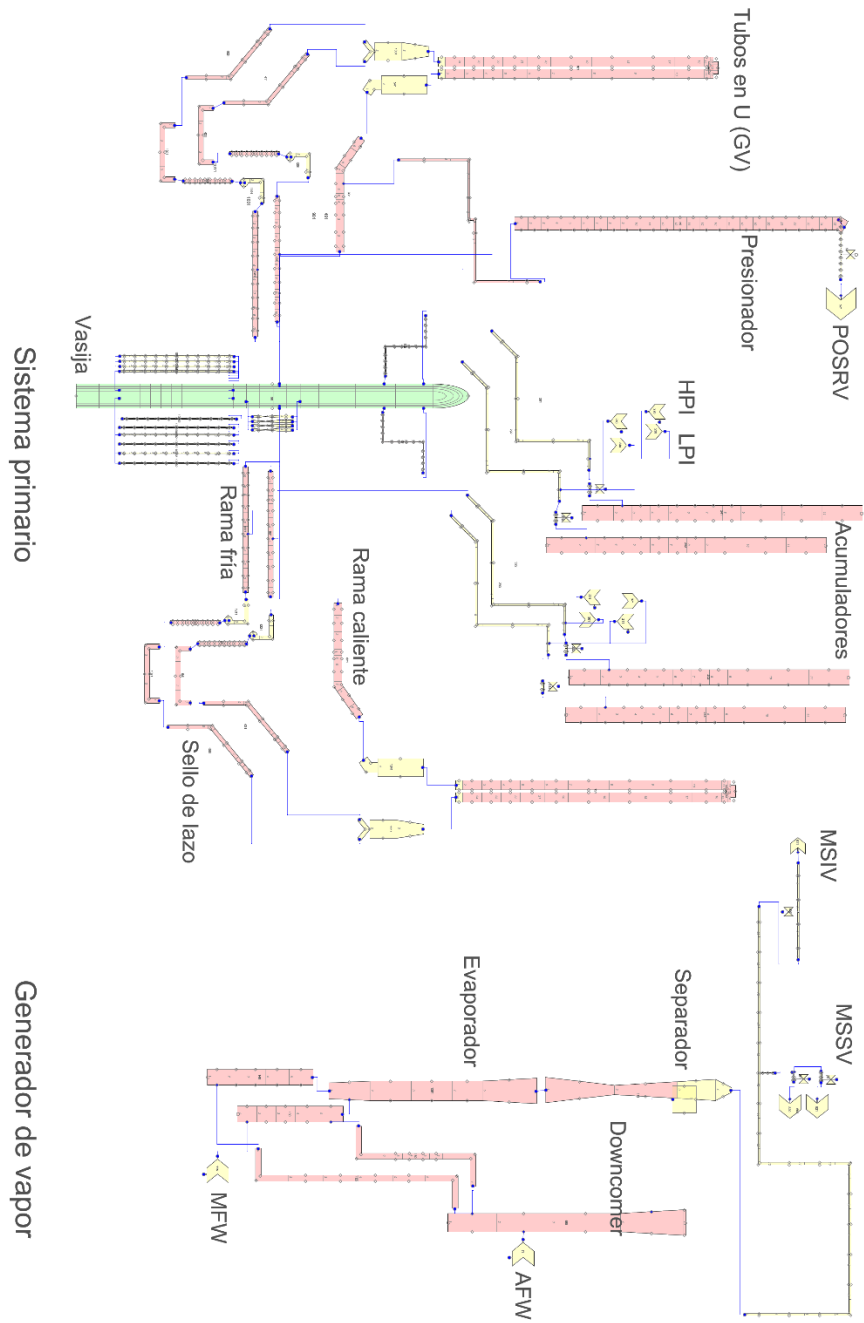 Tubos en U (GV)
Presionador
POSRV
Vasija
Sistema primario
HPI
LPI
Rama fría
Acumuladores
Rama caliente
Sello de lazo
MSIV
MSSV
Separador
Evaporador
Downcomer
MFW
AFW
Generador de vapor